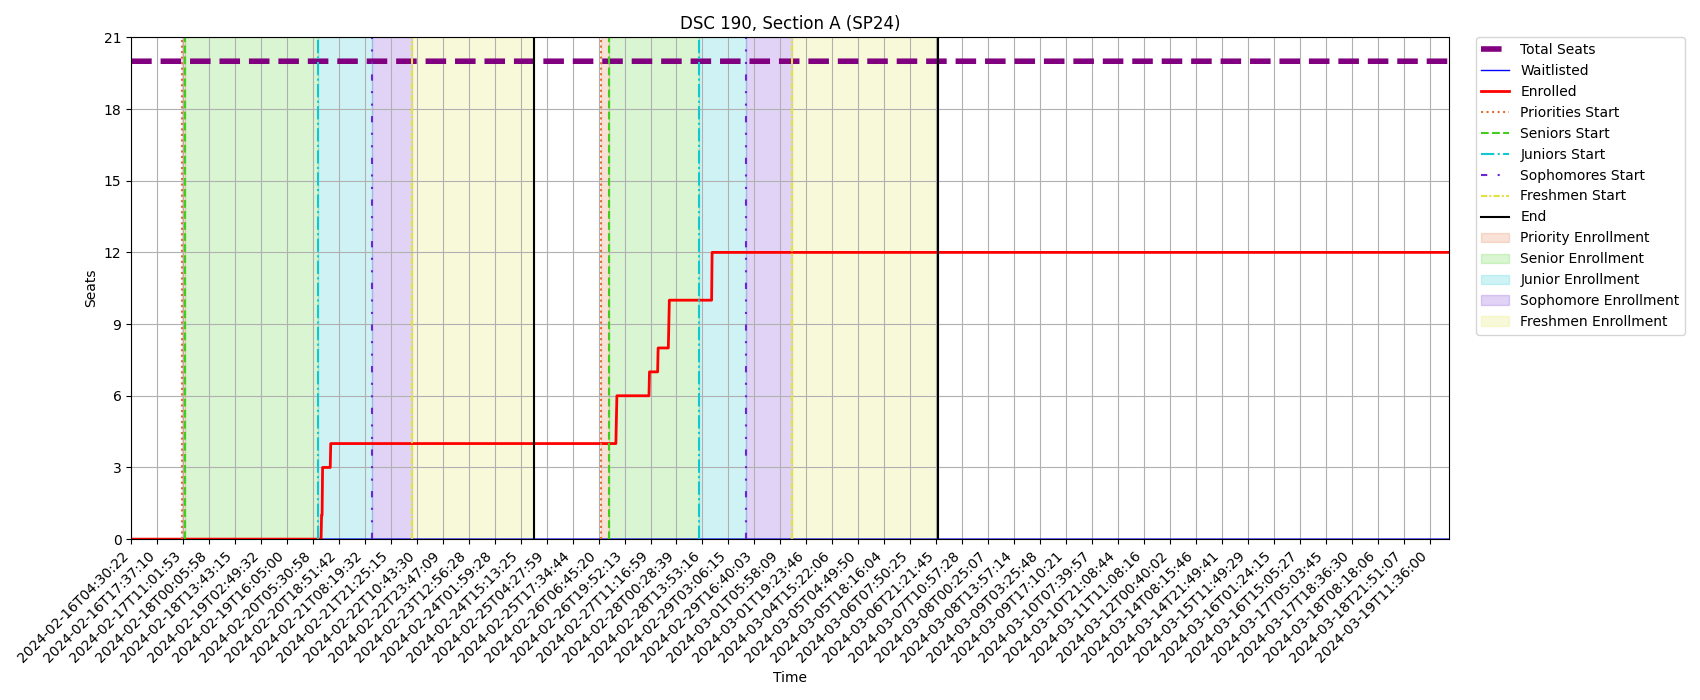 DSC 190, Section A (SP24)
21
18
15
12
9
6
3
0
Seats
2024-02-16T04:30:22
2024-02-16T17:37:10
2024-02-17T11:01:53
2024-02-18T00:05:58
2024-02-18T13:43:15
2024-02-19T02:49:32
2024-02-19T16:05:00
2024-02-20T05:30:58
2024-02-20T18:51:42
2024-02-21T08:19:32
2024-02-21T21:25:15
2024-02-22T10:43:30
2024-02-22T23:47:09
2024-02-23T12:56:28
2024-02-24T01:59:28
2024-02-24T15:13:25
2024-02-25T04:27:59
2024-02-25T17:34:44
2024-02-26T06:45:20
2024-02-26T19:52:13
2024-02-27T11:16:59
2024-02-28T00:28:39
2024-02-28T13:53:16
2024-02-29T03:06:15
2024-02-29T16:40:03
2024-03-01T05:58:09
2024-03-01T19:23:46
2024-03-04T15:22:06
2024-03-05T04:49:50
2024-03-05T18:16:04
2024-03-06T07:50:25
2024-03-06T21:21:45
2024-03-07T10:57:28
2024-03-08T00:25:07
2024-03-08T13:57:14
2024-03-09T03:25:48
2024-03-09T17:10:21
2024-03-10T07:39:57
2024-03-10T21:08:44
2024-03-11T11:08:16
2024-03-12T00:40:02
2024-03-14T08:15:46
2024-03-14T21:49:41
2024-03-15T11:49:29
2024-03-16T01:24:15
2024-03-16T15:05:27
2024-03-17T05:03:45
2024-03-17T18:36:30
2024-03-18T08:18:06
2024-03-18T21:51:07
2024-03-19T11:36:00
Time
Total Seats
Waitlisted
Enrolled
Priorities Start
Seniors Start
Juniors Start
Sophomores Start
Freshmen Start
End
Priority Enrollment
Senior Enrollment
Junior Enrollment
Sophomore Enrollment
Freshmen Enrollment